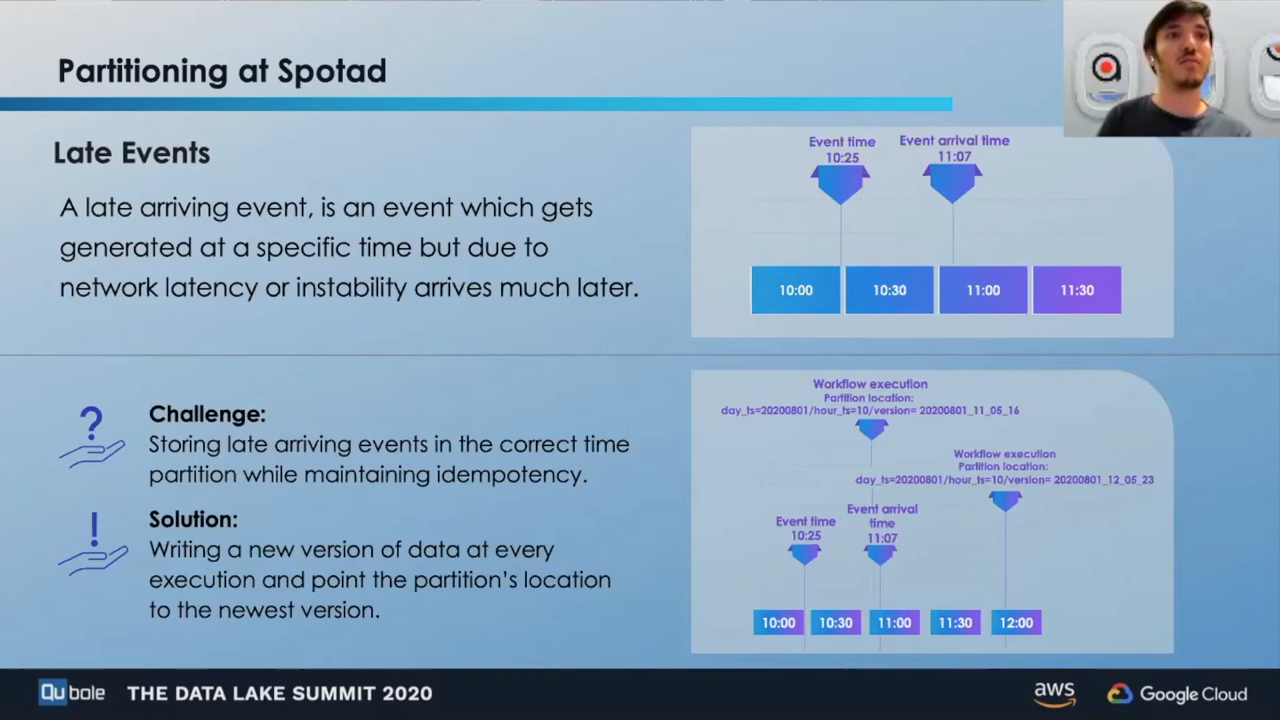 Partitioning at Spotad
Late Events
A late arriving event, is an event which gets
generated at a specific time but due to
network latency or instability arrives much later.
Event time
10:25
Event arrival time
11:07
10:00
10:30
11:00
11:30
Challenge:
Storing late arriving events in the correct time
partition while maintaining idempotency.
Solution:
Writing a new version of data at every
execution and point the partition's location
to the newest version.
Workflow execution
Partition location:
day_ts=20200801/hour_ts=10/version= 20200801_11_05_16
Workflow execution
Partition location:
day_ts=20200801/hour_ts=10/version= 20200801_12_05_23
Event time
10:25
Event arrival
time
11:07
10:00
10:30
11:00
11:30
12:00
Qubole
THE DATA LAKE SUMMIT 2020
aws
Google Cloud